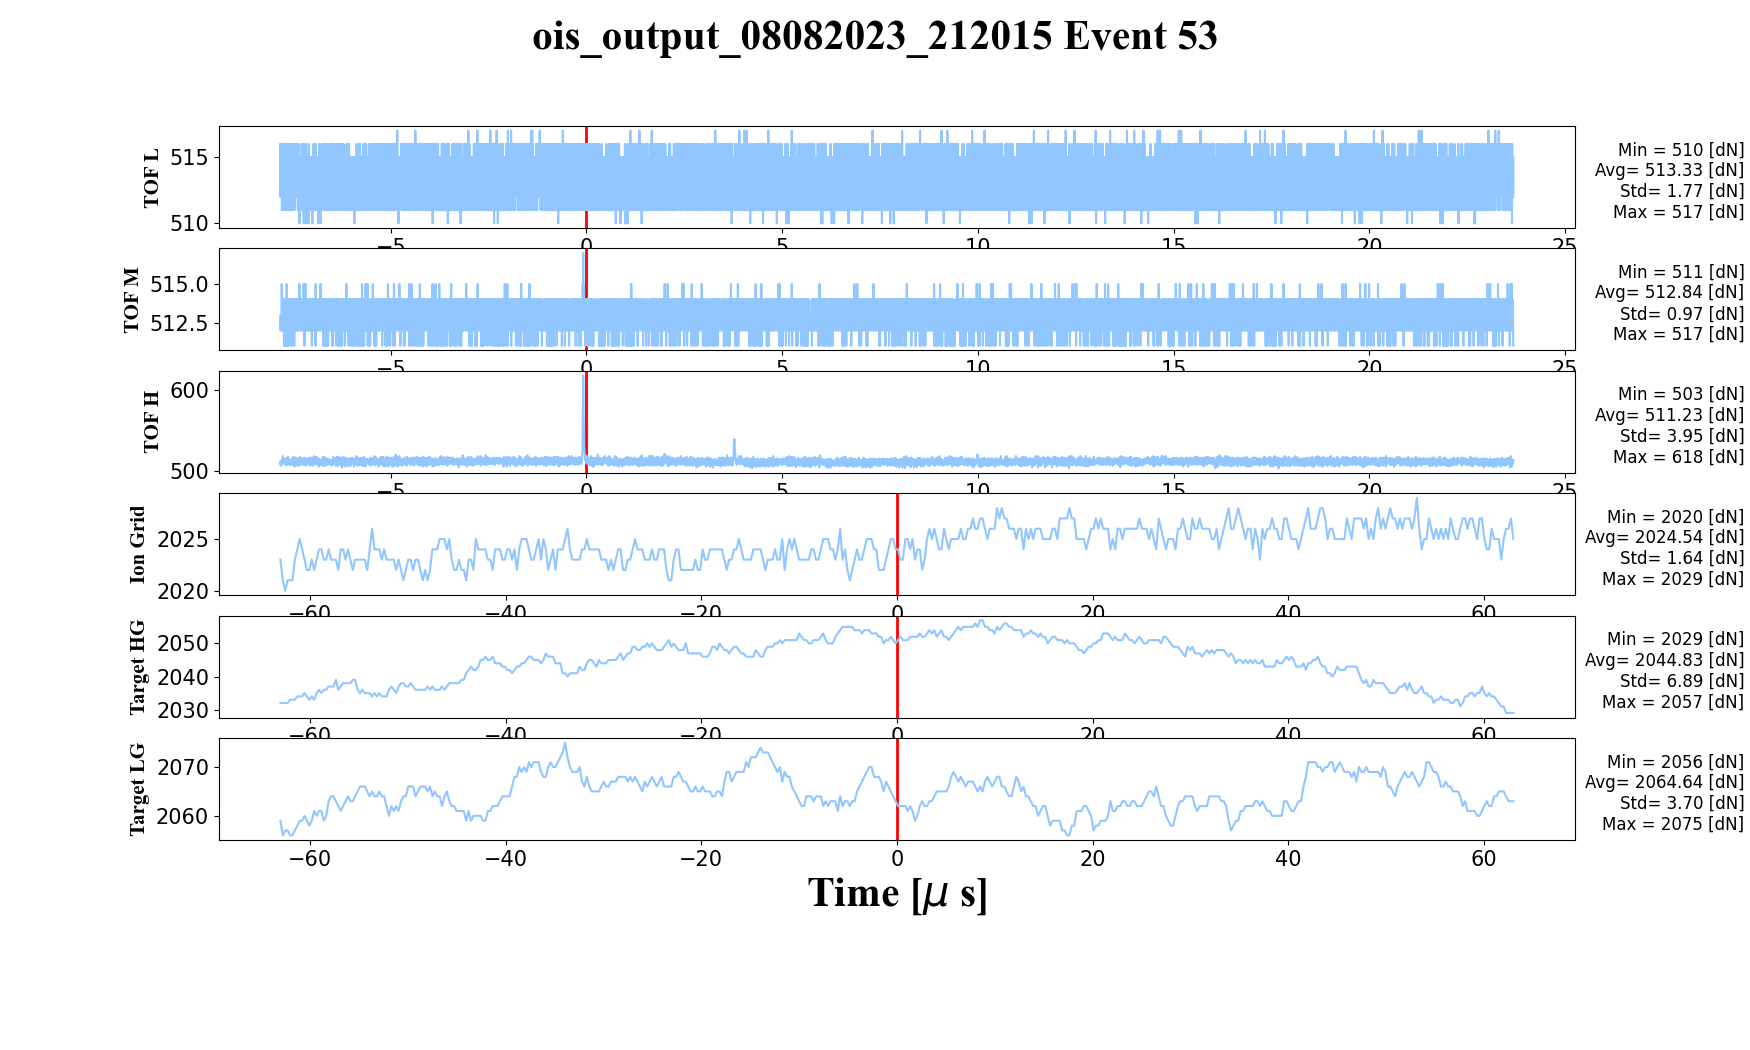 ois_output_08082023_212015 Event 53
TOF L
515
510
Min = 510 [dN]
Avg= 513.33 [dN]
Std= 1.77 [dN]
Max = 517 [dN]
−5 0 5 10 15 20 25
TOF M
515.0
512.5
Min = 511 [dN]
Avg= 512.84 [dN]
Std= 0.97 [dN]
Max = 517 [dN]
−5 0 5 10 15 20 25
TOF H
600
500
Min = 503 [dN]
Avg= 511.23 [dN]
Std= 3.95 [dN]
Max = 618 [dN]
−5 0 5 10 15 20 25
Ion Grid
2025
2020
Min = 2020 [dN]
Avg= 2024.54 [dN]
Std= 1.64 [dN]
Max = 2029 [dN]
−60 −40 −20 0 20 40 60
Target HG
2050
2040
2030
Min = 2029 [dN]
Avg= 2044.83 [dN]
Std= 6.89 [dN]
Max = 2057 [dN]
−60 −40 −20 0 20 40 60
Target LG
2070
2060
Min = 2056 [dN]
Avg= 2064.64 [dN]
Std= 3.70 [dN]
Max = 2075 [dN]
−60 −40 −20 0 20 40 60
Time [μ s]